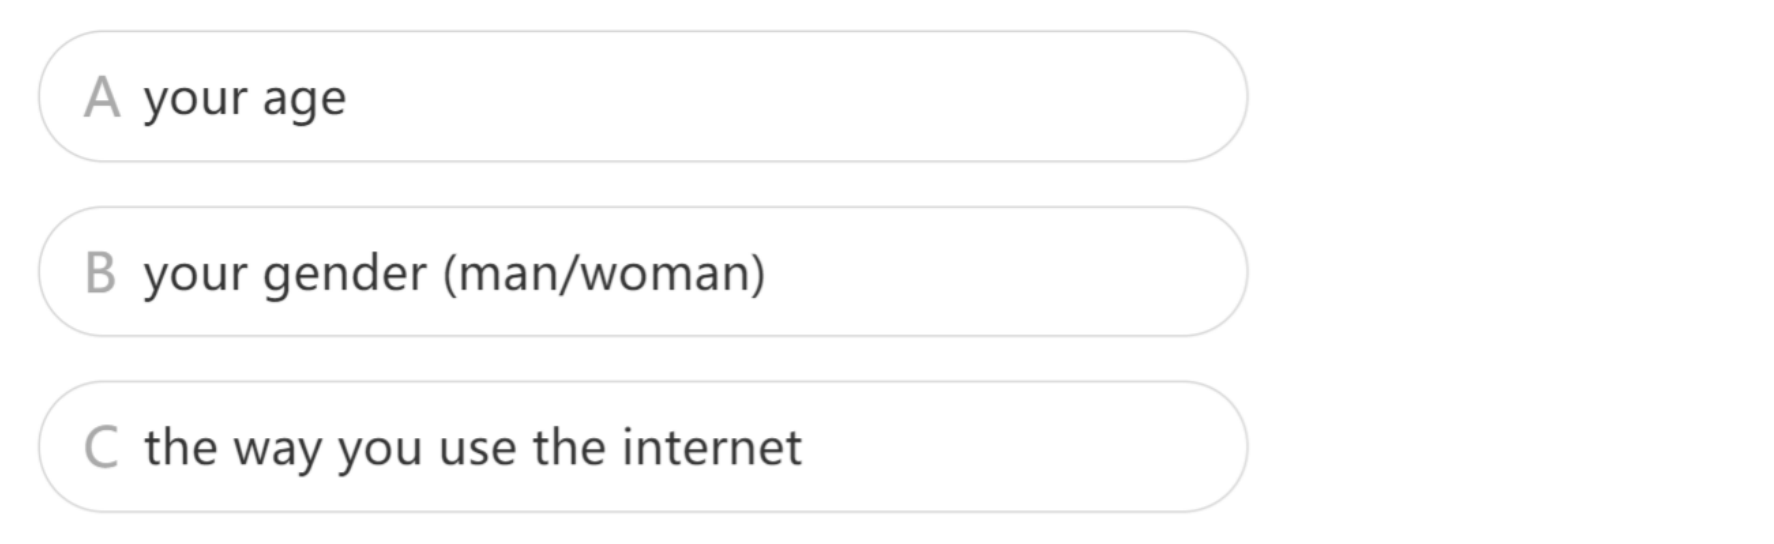 A your age
B your gender (man/woman)
C the way you use the internet